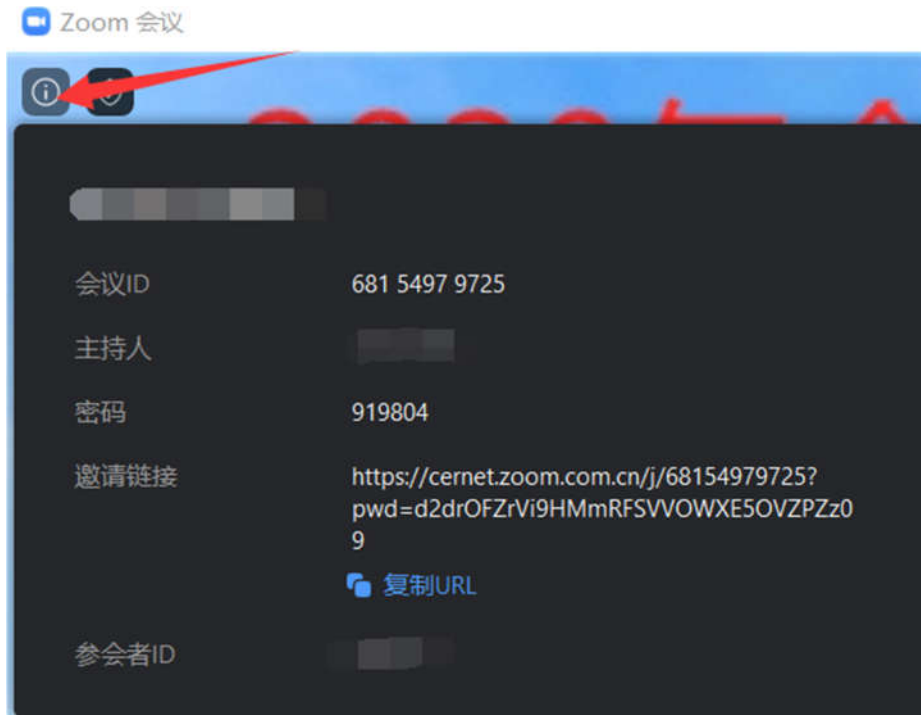 Zoom 会议
会议ID
681 5497 9725
主持人
密码
919804
邀请链接
https://cernet.zoom.com.cn/j/68154979725?
pwd=d2drOFZrVi9HMmRFSVVOWXE5OVZPZz0
9
复制URL
参会者ID